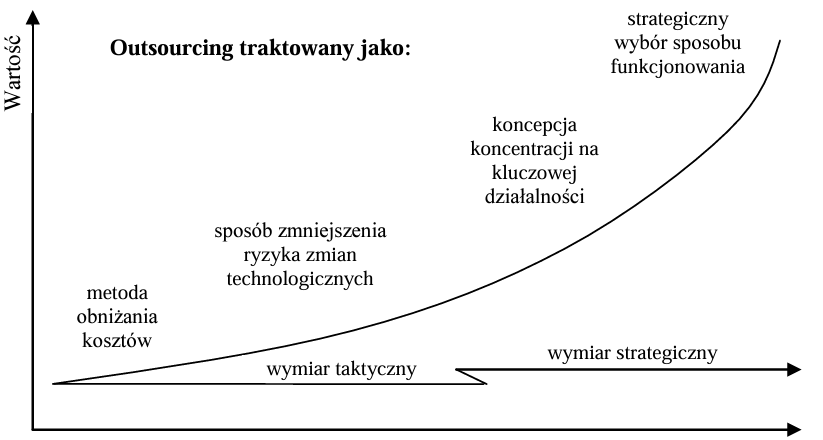 Wartość
Outsourcing traktowany jako:
strategiczny
wybór sposobu
funkcjonowania
koncepcja
koncentracji na
kluczowej
działalności
sposób zmniejszenia
ryzyka zmian
technologicznych
metoda
obniżania
kosztów
wymiar taktyczny
wymiar strategiczny